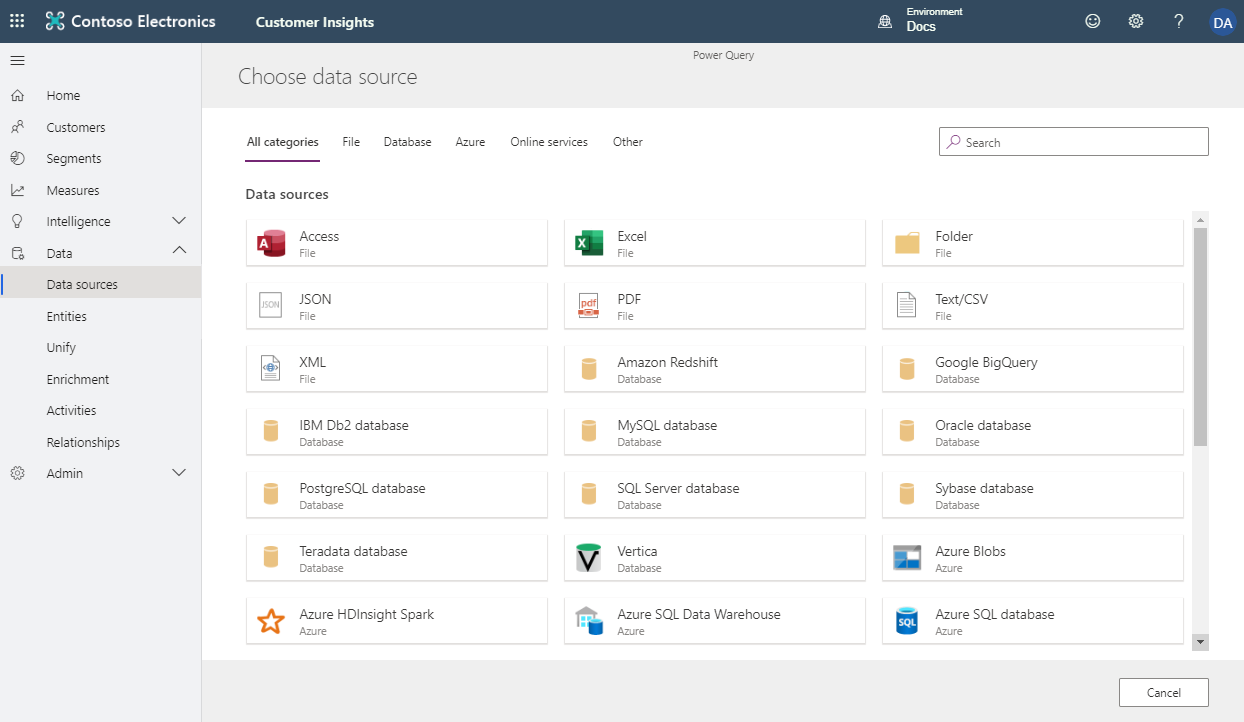 Contoso Electronics
Customer Insights
Environment
Docs
?
DA
Power Query
Choose data source
Home
Customers
Segments
Measures
Intelligence
Data
Data sources
Entities
Unify
Enrichment
Activities
Relationships
Admin
All categories
File
Database
Azure
Online services
Other
Search
Data sources
A
Access
File
X
Excel
File
Folder
File
JSON
JSON
File
pdf
PDF
File
Text/CSV
File
XML
File
Amazon Redshift
Database
Google BigQuery
Database
IBM Db2 database
Database
MySQL database
Database
Oracle database
Database
PostgreSQL database
Database
SQL Server database
Database
Sybase database
Database
Teradata database
Database
V
Vertica
Database
Azure Blobs
Azure
Azure HDInsight Spark
Azure
Azure SQL Data Warehouse
Azure
SQL
Azure SQL database
Azure
Cancel